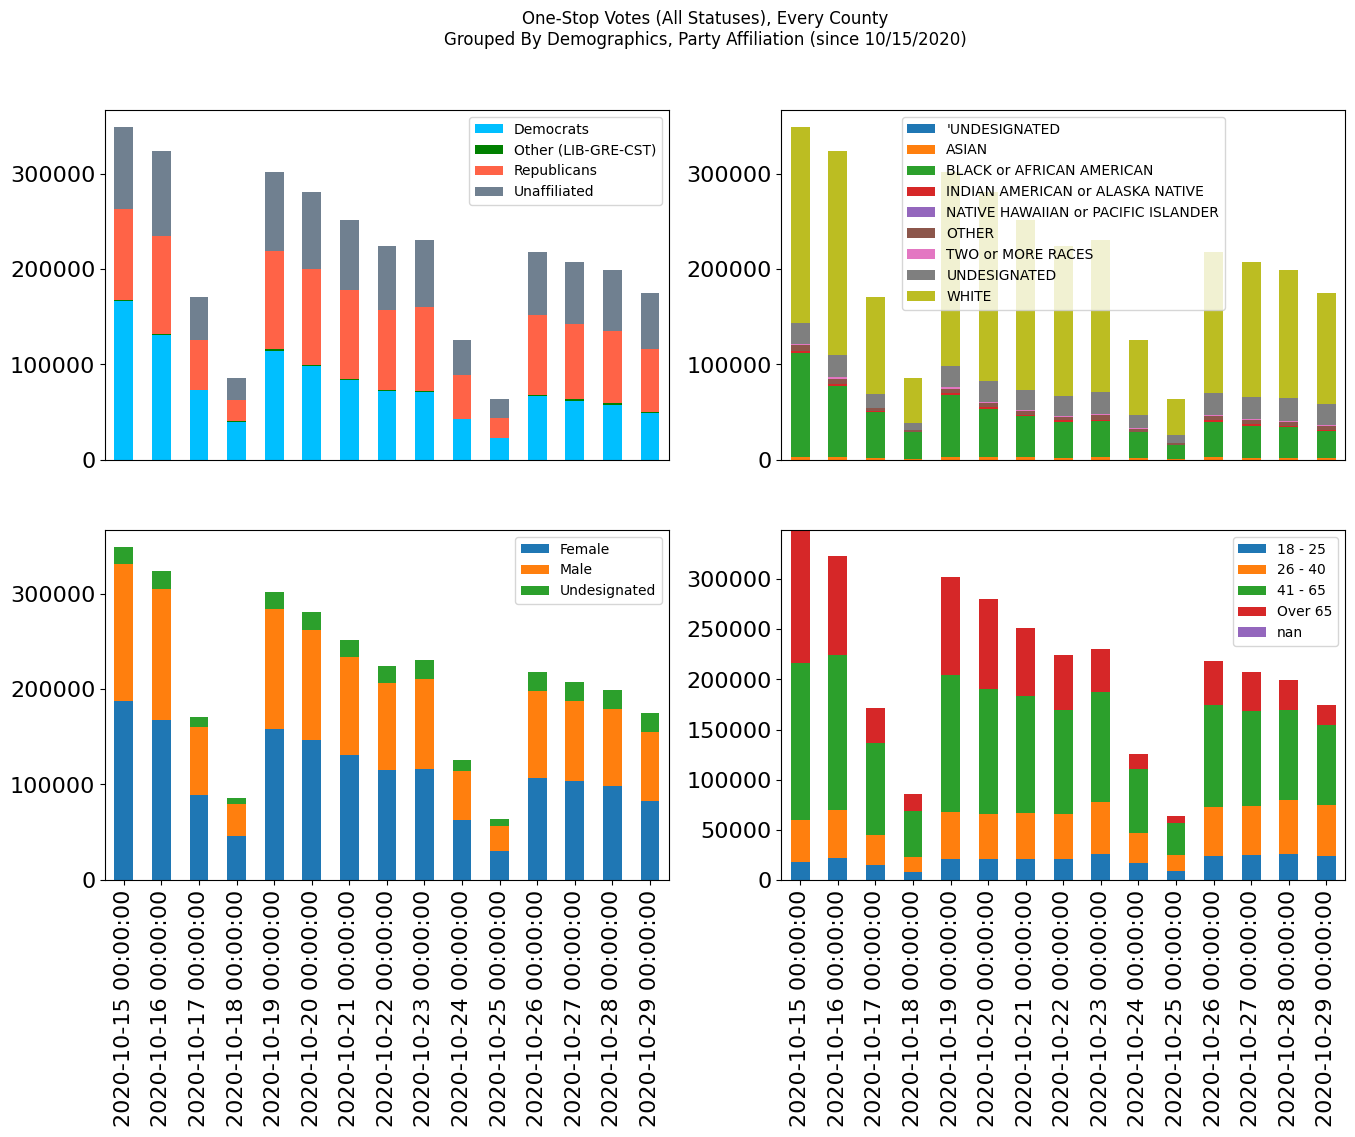 One-Stop Votes (All Statuses), Every County
Grouped By Demographics, Party Affiliation (since 10/15/2020)
300000
200000
100000
0
Democrats
Other (LIB-GRE-CST)
Republicans
Unaffiliated
300000
200000
100000
0
'UNDESIGNATED
ASIAN
BLACK or AFRICAN AMERICAN
INDIAN AMERICAN or ALASKA NATIVE
NATIVE HAWAIIAN or PACIFIC ISLANDER
OTHER
TWO or MORE RACES
UNDESIGNATED
WHITE
300000
200000
100000
0
Female
Male
Undesignated
2020-10-15 00:00:00
2020-10-16 00:00:00
2020-10-17 00:00:00
2020-10-18 00:00:00
2020-10-19 00:00:00
2020-10-20 00:00:00
2020-10-21 00:00:00
2020-10-22 00:00:00
2020-10-23 00:00:00
2020-10-24 00:00:00
2020-10-25 00:00:00
2020-10-26 00:00:00
2020-10-27 00:00:00
2020-10-28 00:00:00
2020-10-29 00:00:00
300000
250000
200000
150000
100000
50000
0
18 - 25
26 - 40
41 - 65
Over 65
nan
2020-10-15 00:00:00
2020-10-16 00:00:00
2020-10-17 00:00:00
2020-10-18 00:00:00
2020-10-19 00:00:00
2020-10-20 00:00:00
2020-10-21 00:00:00
2020-10-22 00:00:00
2020-10-23 00:00:00
2020-10-24 00:00:00
2020-10-25 00:00:00
2020-10-26 00:00:00
2020-10-27 00:00:00
2020-10-28 00:00:00
2020-10-29 00:00:00